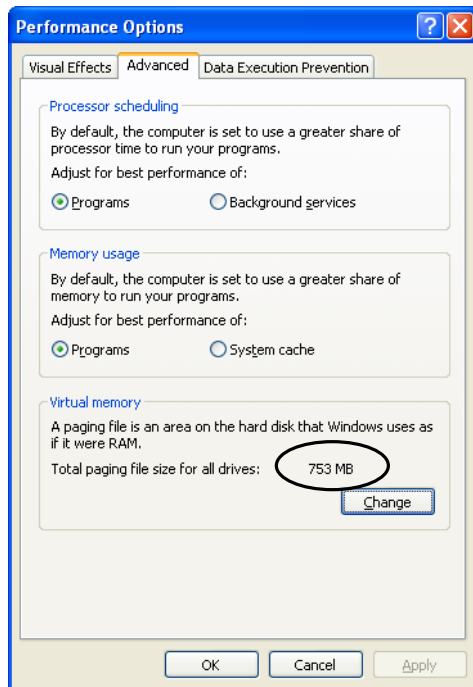 Performance Options
Visual Effects Advanced Data Execution Prevention
Processor scheduling
By default, the computer is set to use a greater share of
processor time to run your programs.
Adjust for best performance of:
Programs Background services
Memory usage
By default, the computer is set to use a greater share of
memory to run your programs.
Adjust for best performance of:
Programs System cache
Virtual memory
A paging file is an area on the hard disk that Windows uses as
if it were RAM.
Total paging file size for all drives: 753 MB
Change
OK Cancel Apply